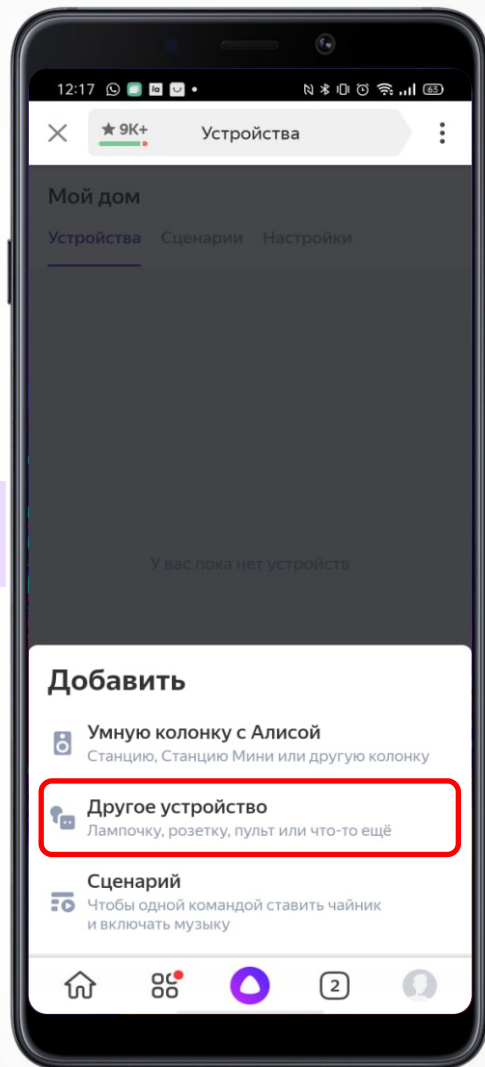 12:17
63
9K+ Устройства
Мой дом
Устройства Сценарии Настройки
У вас пока нет устройств
Добавить
Умную колонку с Алисой
Станцию, Станцию Мини или другую колонку
Другое устройство
Лампочку, розетку, пульт или что-то ещё
Сценарий
Чтобы одной командой ставить чайник
и включать музыку
2